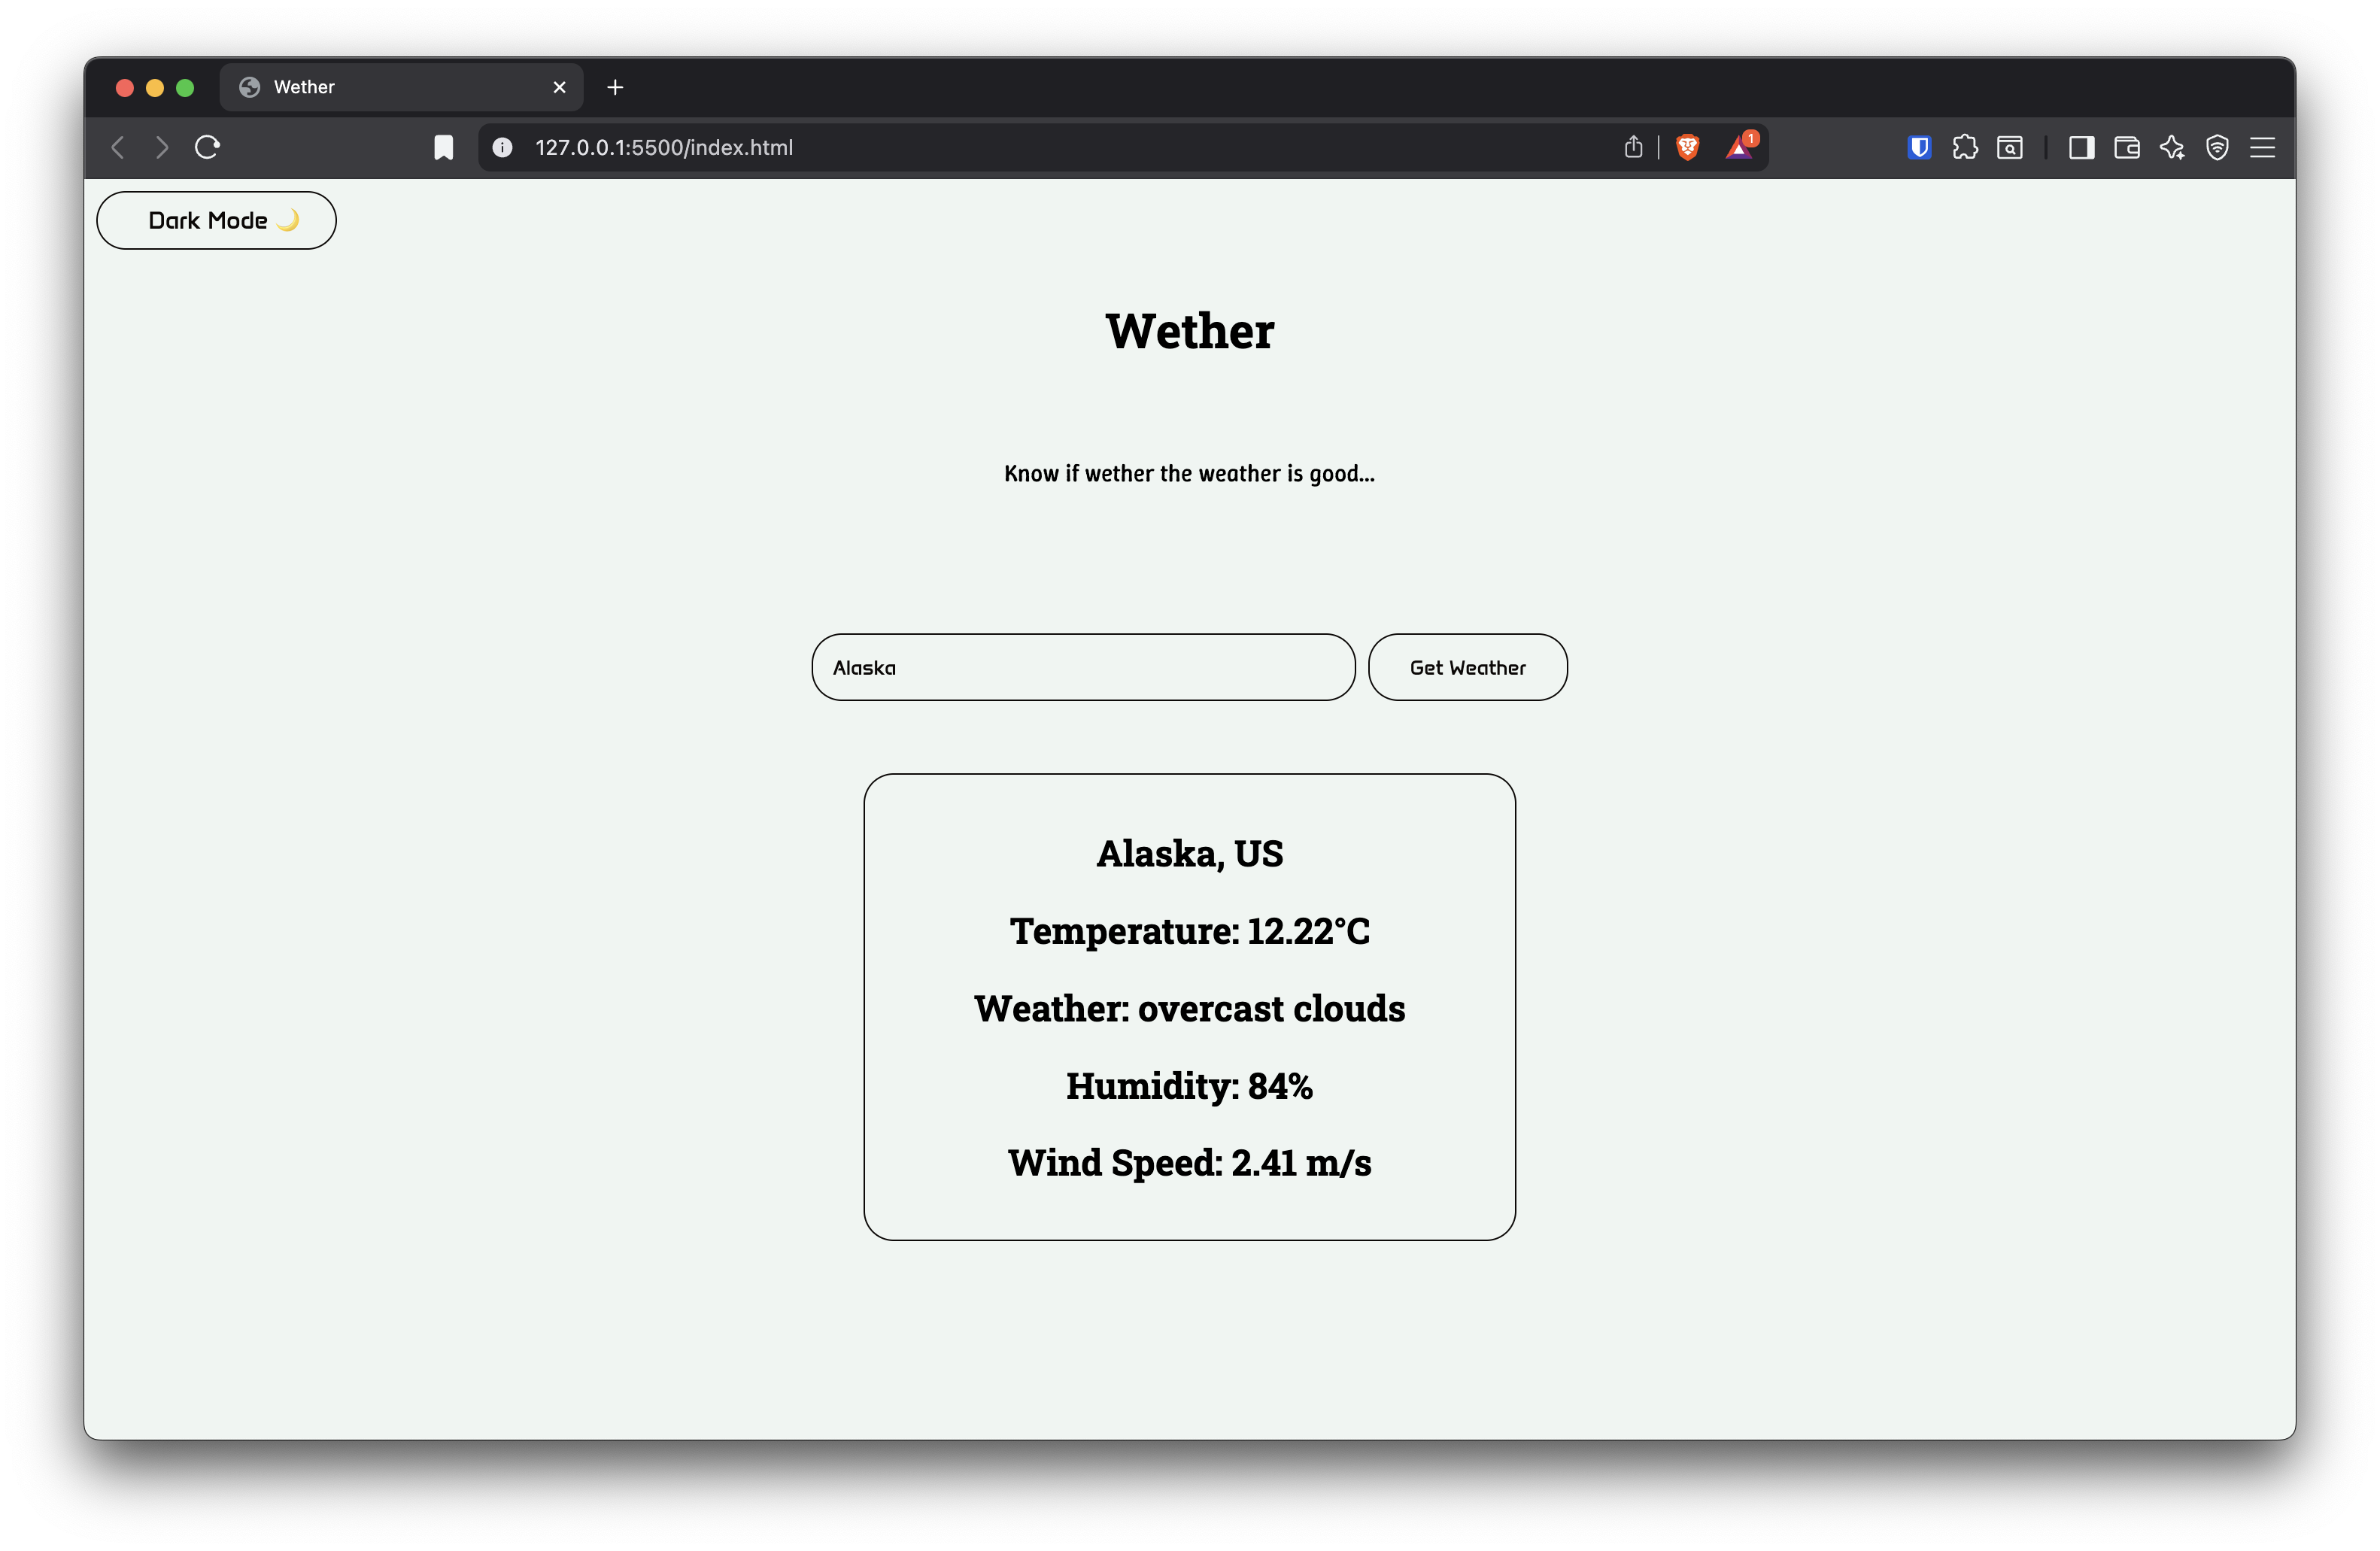 Wether
127.0.0.1:5500/index.html
1
Dark Mode 🌙
Wether
Know if wether the weather is good...
Alaska
Get Weather
Alaska, US
Temperature: 12.22°C
Weather: overcast clouds
Humidity: 84%
Wind Speed: 2.41 m/s